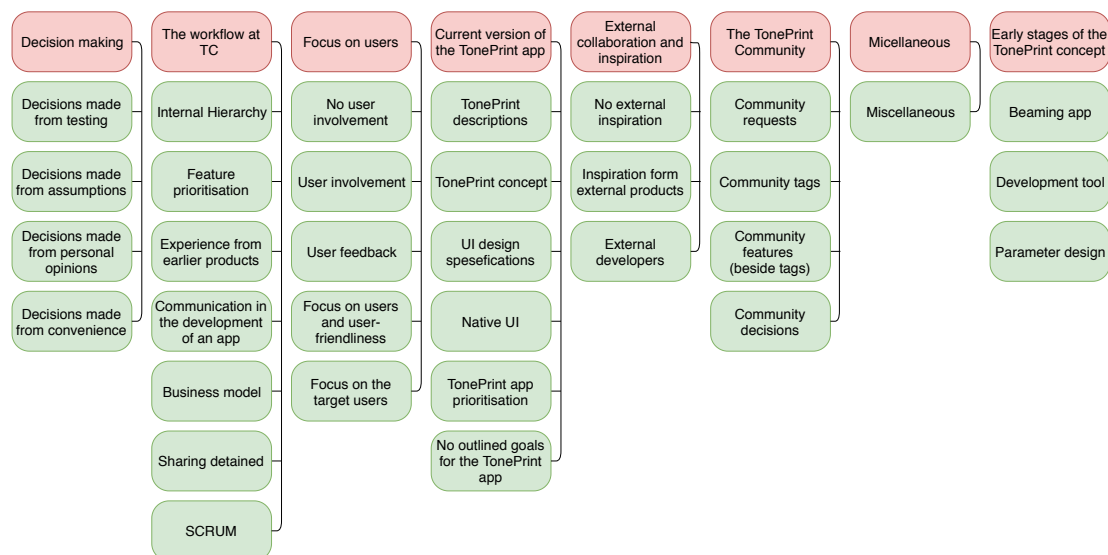 Decision making
Decisions made
from testing
Decisions made
from assumptions
Decisions made
from personal
opinions
Decisions made
from convenience
The workflow at
TC
Internal Hierarchy
Feature
prioritisation
Experience from
earlier products
Communication in
the development
of an app
Business model
Sharing detained
SCRUM
Focus on users
No user
involvement
User involvement
User feedback
Focus on users
and user-
friendliness
Focus on the
target users
Current version
of the TonePrint app
TonePrint
descriptions
TonePrint concept
UI design
spesefications
Native UI
TonePrint app
prioritisation
No outlined goals
for the TonePrint
app
External
collaboration and
inspiration
No external
inspiration
Inspiration form
external products
External
developers
The TonePrint
Community
Community
requests
Community tags
Community
features
(beside tags)
Community
decisions
Micellaneous
Miscellaneous
Early stages of the
TonePrint concept
Beaming app
Development tool
Parameter design